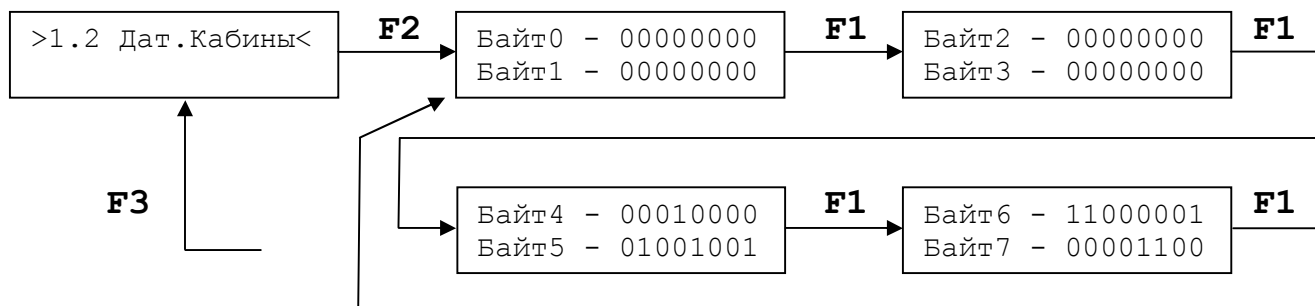 >1.2 Дат.Кабины<
F2
Байт0 - 00000000
Байт1 - 00000000
F1
Байт2 - 00000000
Байт3 - 00000000
F1
F3
Байт4 - 00010000
Байт5 - 01001001
F1
Байт6 - 11000001
Байт7 - 00001100
F1